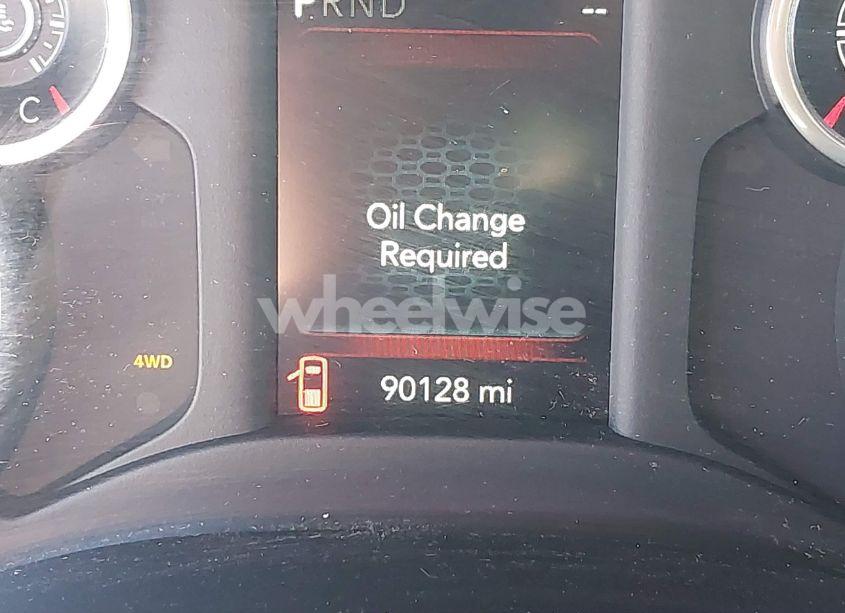 PRND
--
C
Oil Change
Required
wheelwise
4WD
90128 mi